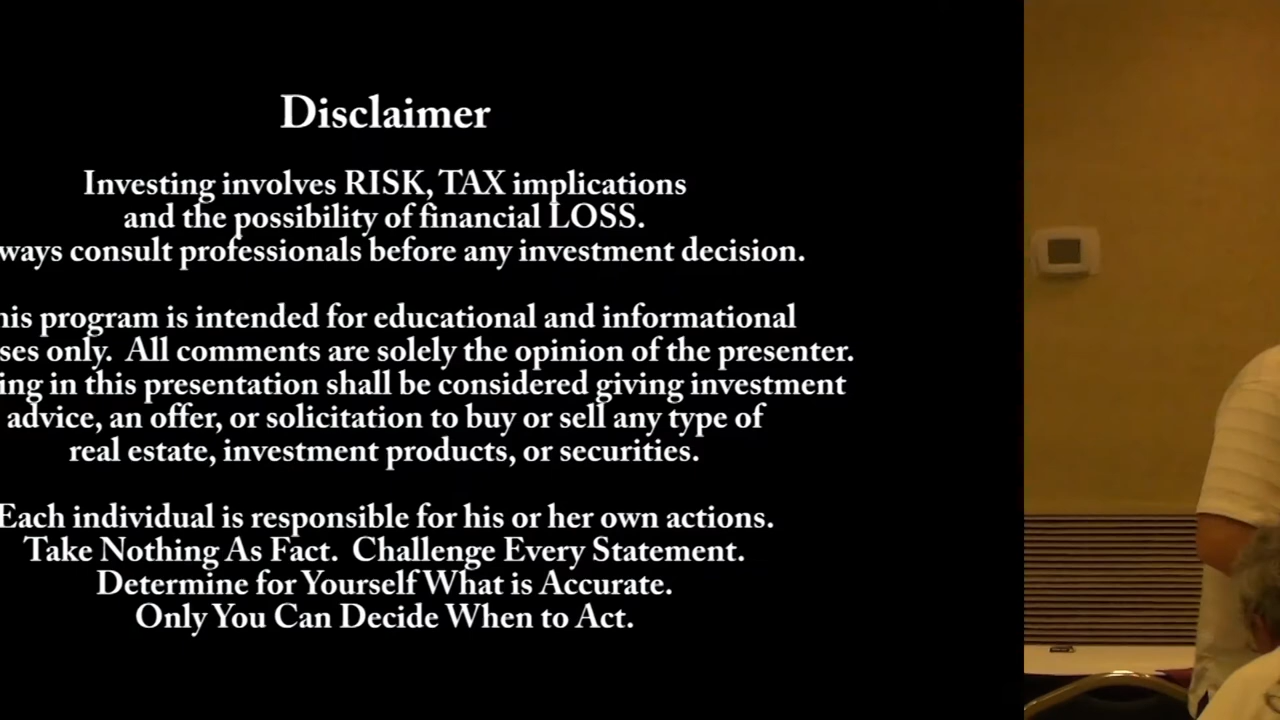 Disclaimer
Investing involves RISK, TAX implications
and the possibility of financial LOSS.
ways consult professionals before any investment decision.
his program is intended for educational and informational
ses only. All comments are solely the opinion of the presenter.
ing in this presentation shall be considered giving investment
advice, an offer, or solicitation to buy or sell any type of
real estate, investment products, or securities.
Each individual is responsible for his or her own actions.
Take Nothing As Fact. Challenge Every Statement.
Determine for Yourself What is Accurate.
Only You Can Decide When to Act.